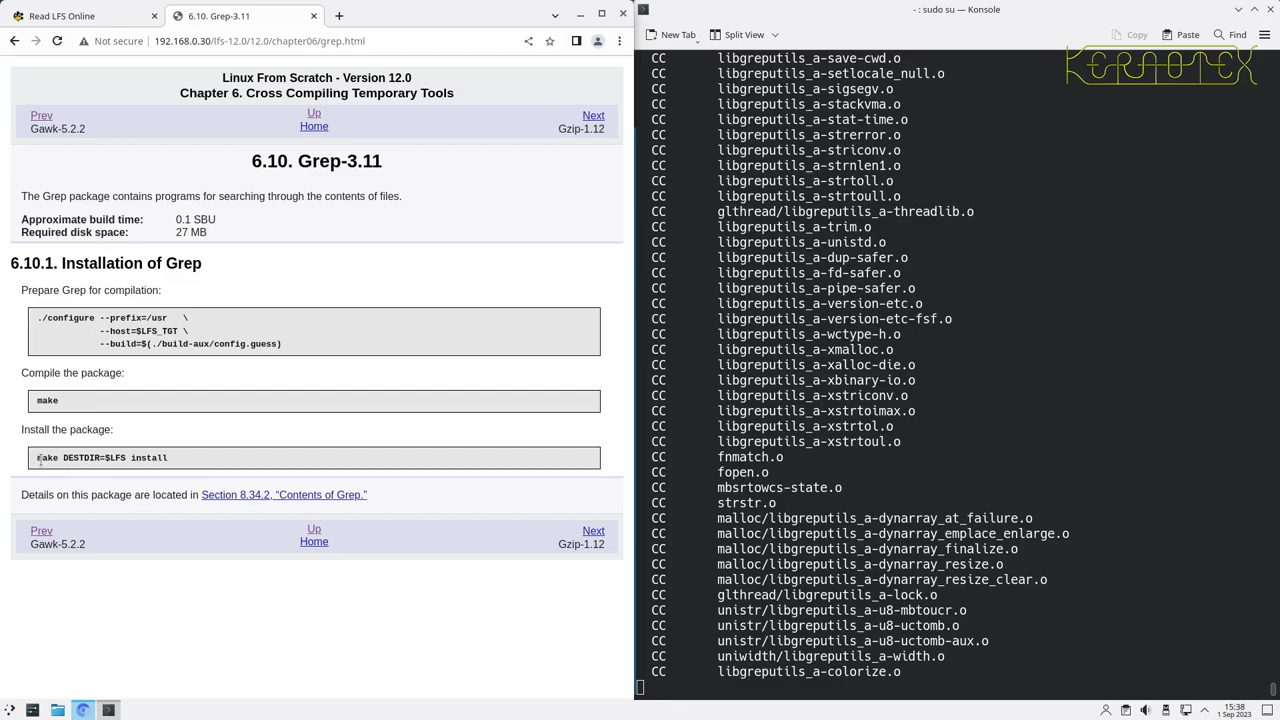 Read LFS Online
6.10. Grep-3.11
Not secure
192.168.0.30/lfs-12.0/12.0/chapter06/grep.html
Linux From Scratch - Version 12.0
Chapter 6. Cross Compiling Temporary Tools
Prev
Up
Next
Gawk-5.2.2
Home
Gzip-1.12
6.10. Grep-3.11
The Grep package contains programs for searching through the contents of files.
Approximate build time: 0.1 SBU
Required disk space: 27 MB
6.10.1. Installation of Grep
Prepare Grep for compilation:
./configure --prefix=/usr \
--host=$LFS_TGT \
--build=$(./build-aux/config.guess)
Compile the package:
make
Install the package:
make DESTDIR=$LFS install
Details on this package are located in Section 8.34.2, “Contents of Grep.”
Prev
Up
Next
Gawk-5.2.2
Home
Gzip-1.12
- : sudo su — Konsole
New Tab
Split View
Copy
Paste
Find
KERNOTEX
CC libgreputils_a-save-cwd.o
CC libgreputils_a-setlocale_null.o
CC libgreputils_a-sigsegv.o
CC libgreputils_a-stackvma.o
CC libgreputils_a-stat-time.o
CC libgreputils_a-strerror.o
CC libgreputils_a-striconv.o
CC libgreputils_a-strnlen1.o
CC libgreputils_a-strtoll.o
CC libgreputils_a-strtoull.o
CC glthread/libgreputils_a-threadlib.o
CC libgreputils_a-trim.o
CC libgreputils_a-unistd.o
CC libgreputils_a-dup-safer.o
CC libgreputils_a-fd-safer.o
CC libgreputils_a-pipe-safer.o
CC libgreputils_a-version-etc.o
CC libgreputils_a-version-etc-fsf.o
CC libgreputils_a-wctype-h.o
CC libgreputils_a-xmalloc.o
CC libgreputils_a-xalloc-die.o
CC libgreputils_a-xbinary-io.o
CC libgreputils_a-xstriconv.o
CC libgreputils_a-xstrtoimax.o
CC libgreputils_a-xstrtol.o
CC libgreputils_a-xstrtoul.o
CC fnmatch.o
CC fopen.o
CC mbsrtowcs-state.o
CC strstr.o
CC malloc/libgreputils_a-dynarray_at_failure.o
CC malloc/libgreputils_a-dynarray_emplace_enlarge.o
CC malloc/libgreputils_a-dynarray_finalize.o
CC malloc/libgreputils_a-dynarray_resize.o
CC malloc/libgreputils_a-dynarray_resize_clear.o
CC glthread/libgreputils_a-lock.o
CC unistr/libgreputils_a-u8-mbtoucr.o
CC unistr/libgreputils_a-u8-uctomb.o
CC unistr/libgreputils_a-u8-uctomb-aux.o
CC uniwidth/libgreputils_a-width.o
CC libgreputils_a-colorize.o
15:38
1 Sep 2023